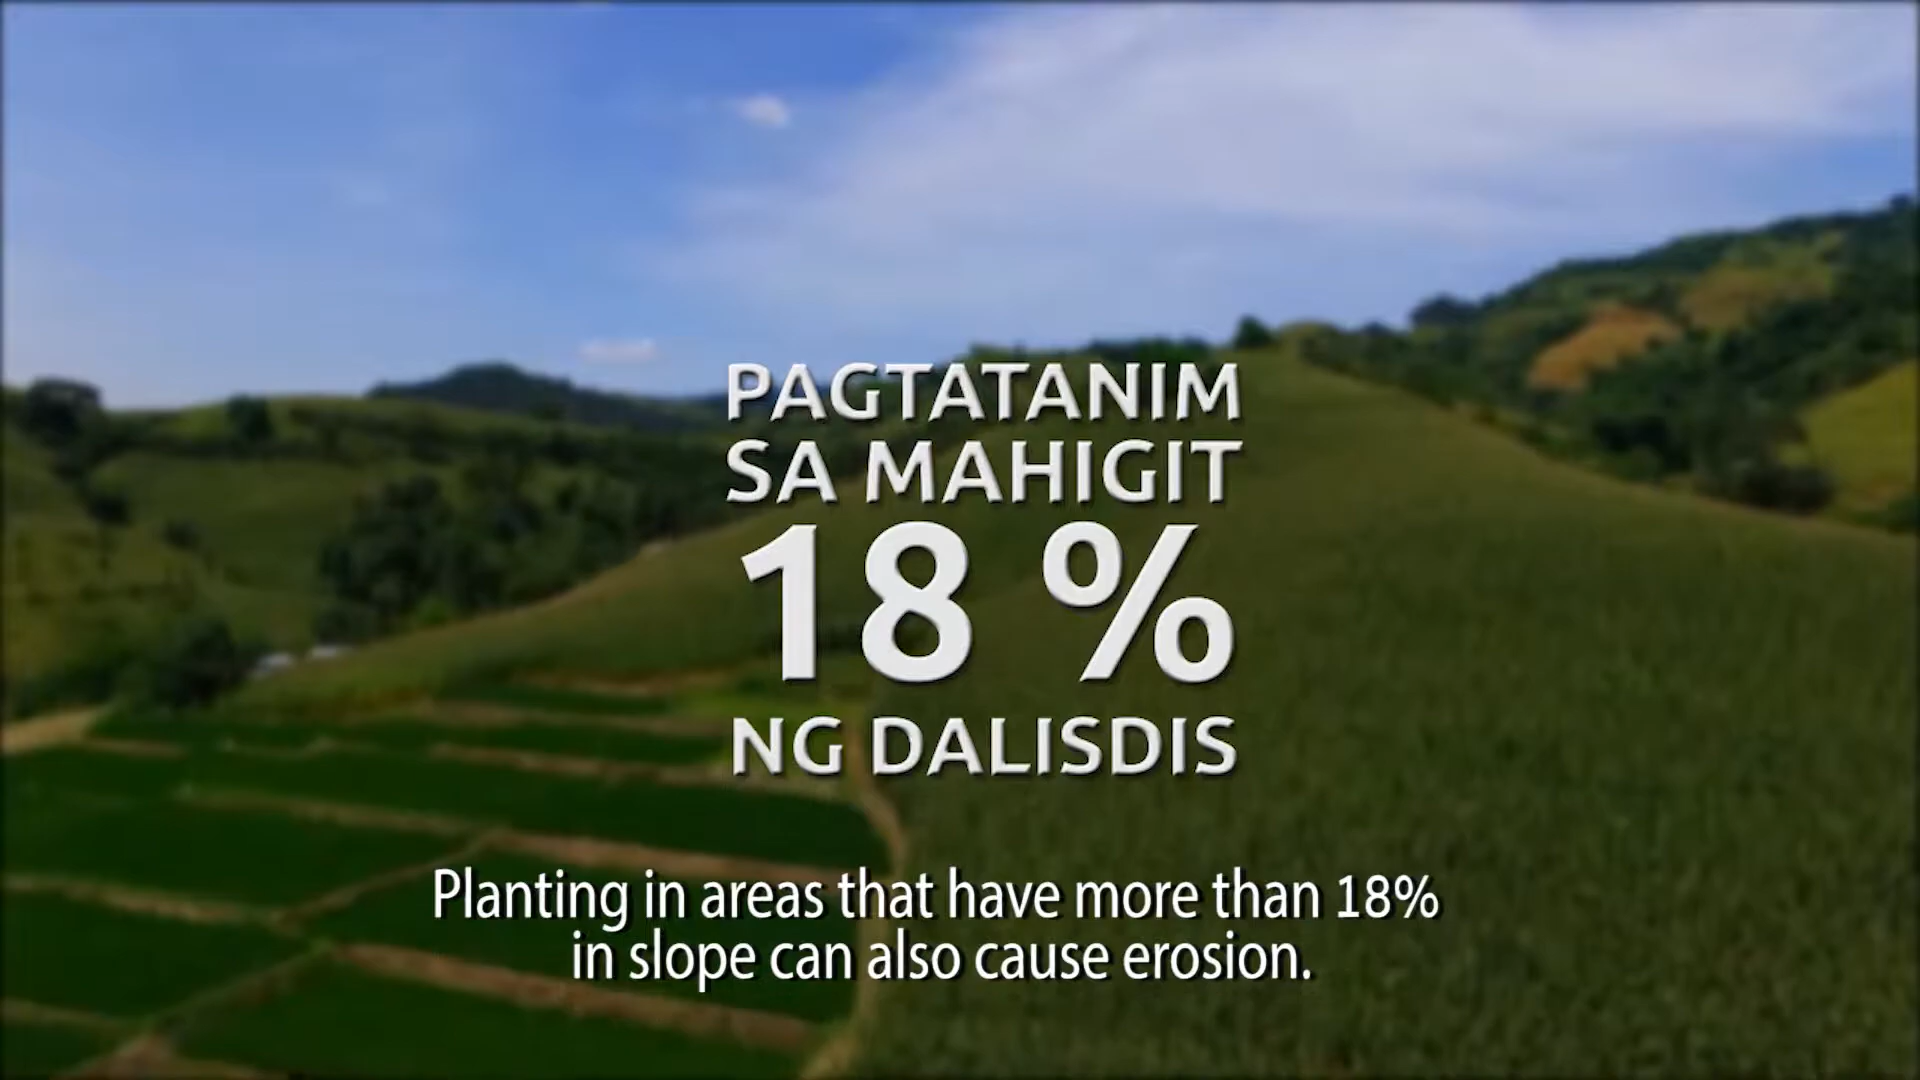 PAGTATANIM
SA MAHIGIT
18 %
NG DALISDIS
Planting in areas that have more than 18%
in slope can also cause erosion.